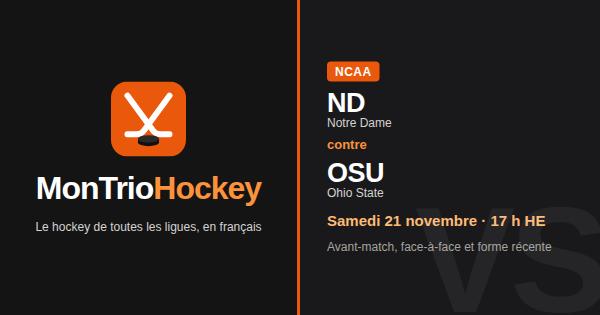 MonTrioHockey
Le hockey de toutes les ligues, en français
NCAA
ND
Notre Dame
contre
OSU
Ohio State
Samedi 21 novembre · 17 h HE
Avant-match, face-à-face et forme récente
VS